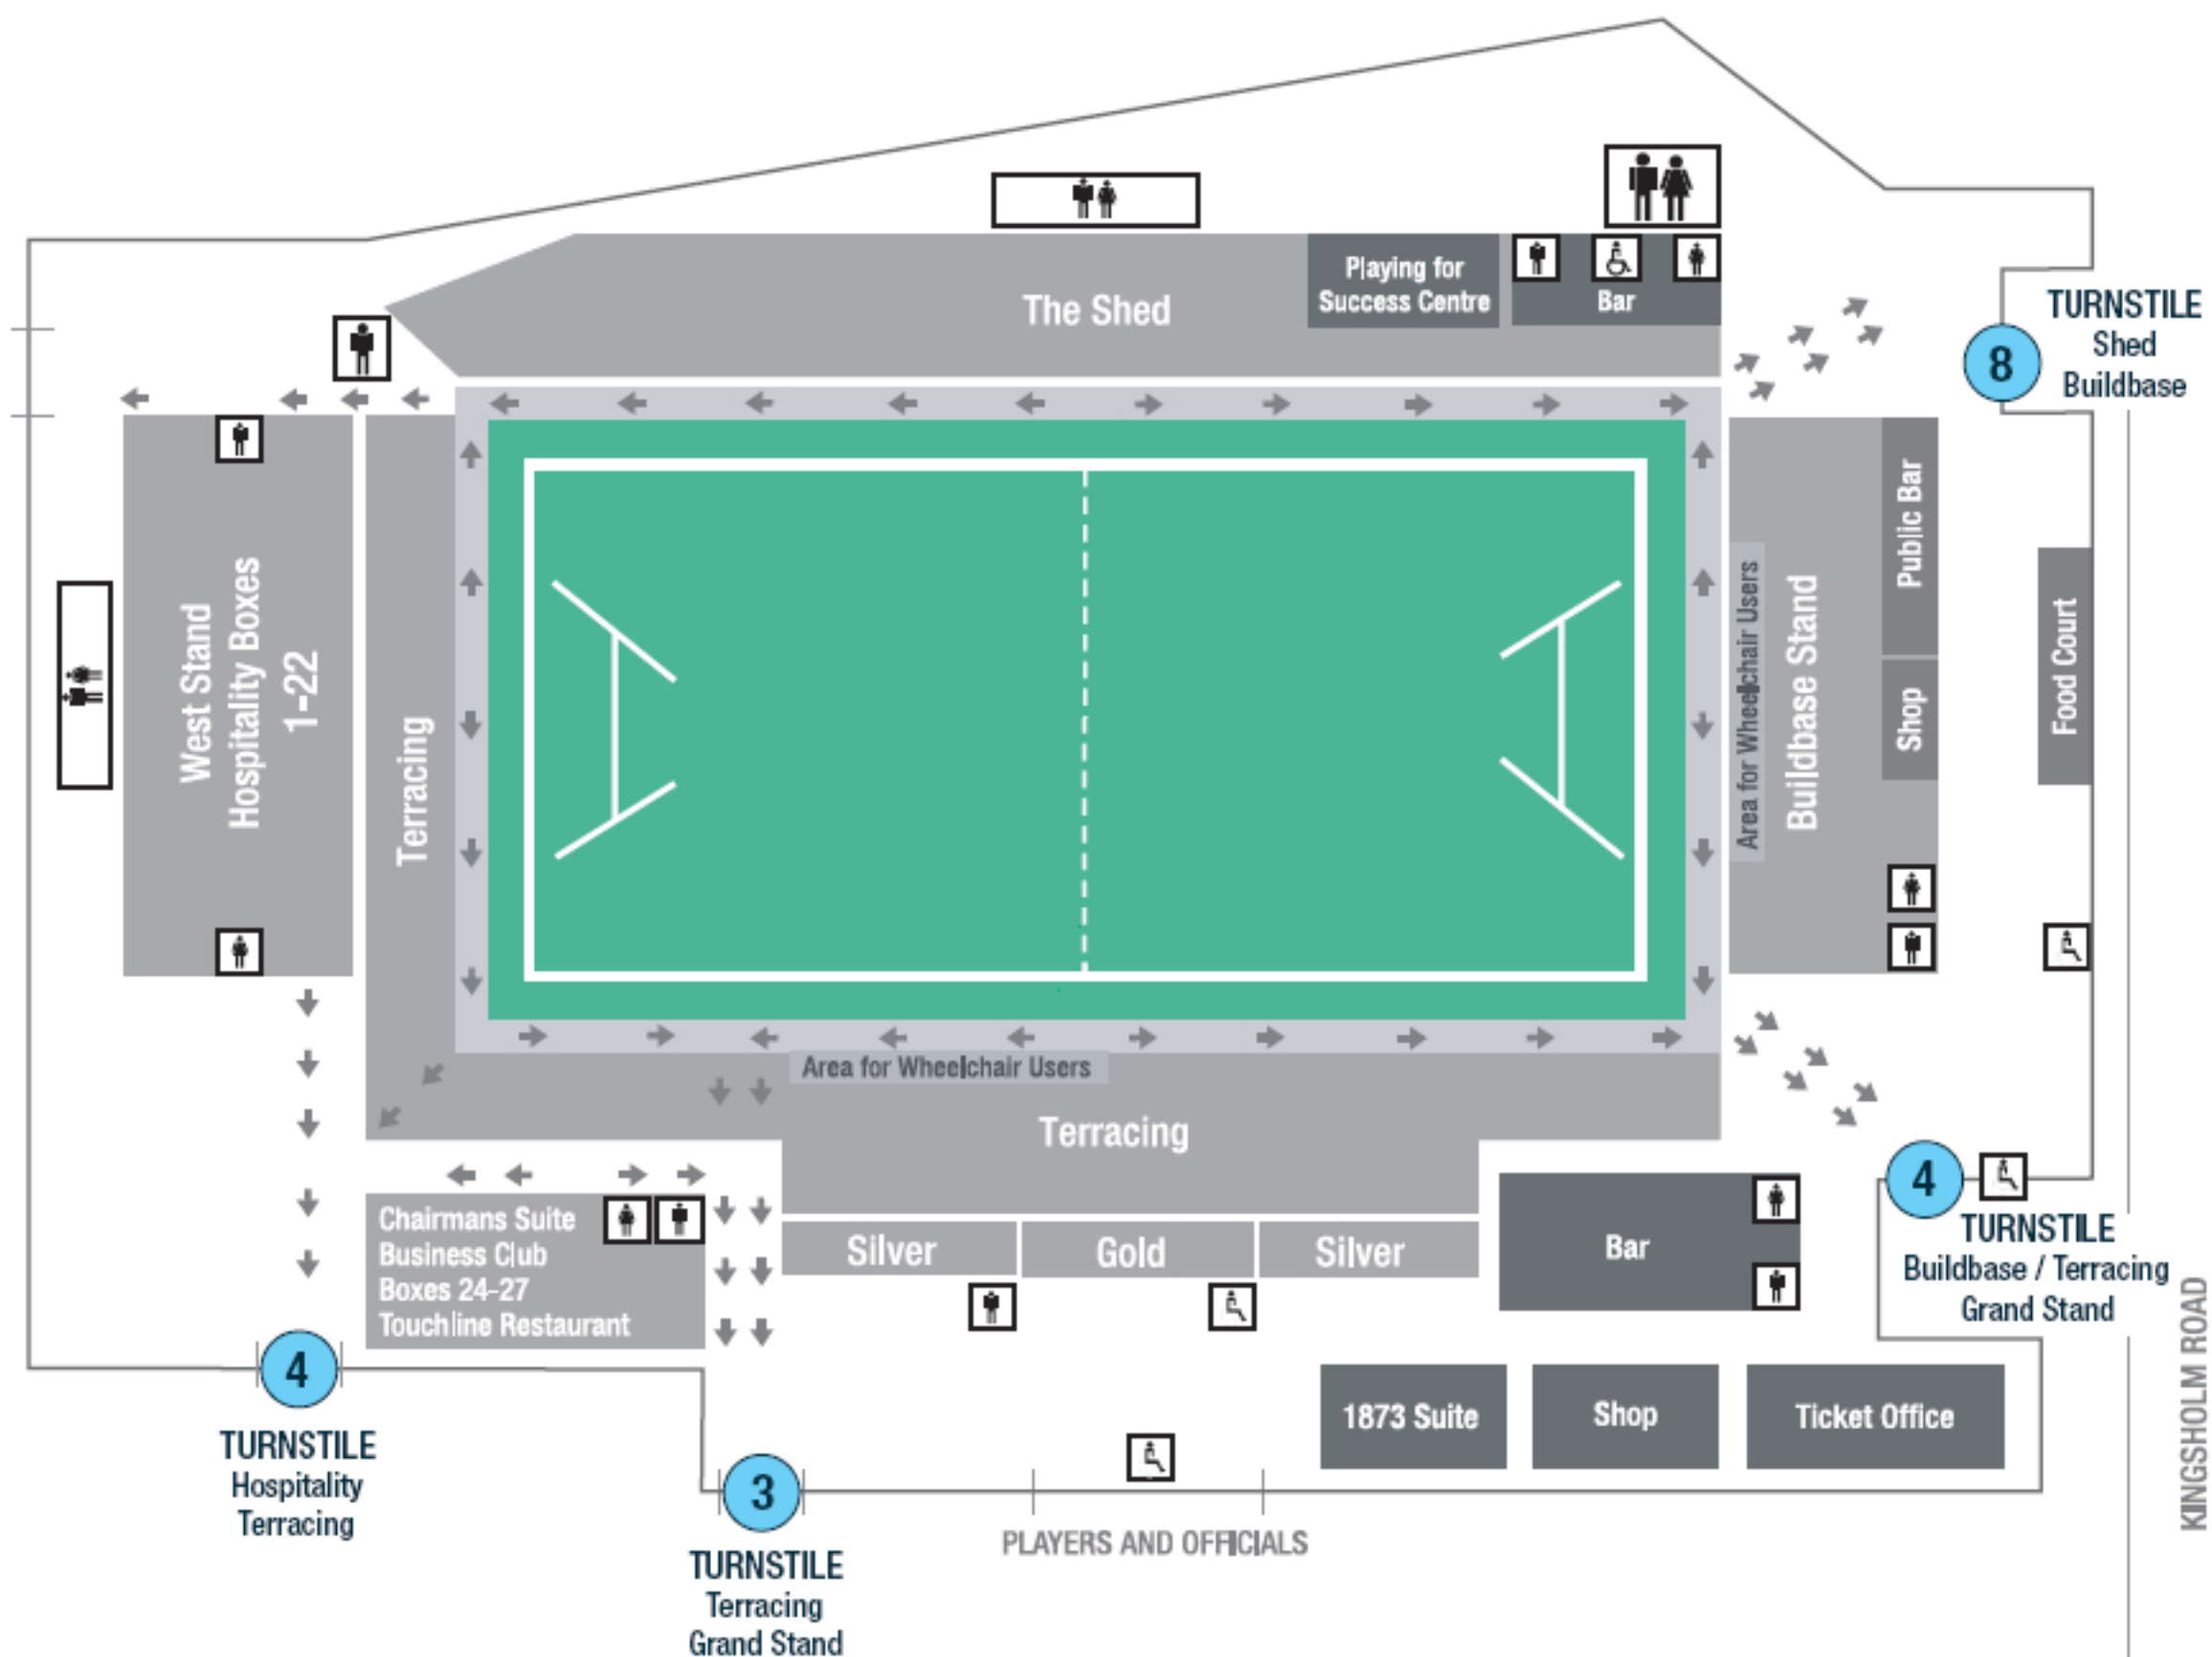 Playing for
Success Centre
Bar
The Shed
TURNSTILE
8
Shed
Buildbase
West Stand
Hospitality Boxes
1-22
Terracing
Area for Wheelchair Users
Buildbase Stand
Public Bar
Shop
Food Court
Area for Wheelchair Users
Terracing
Chairmans Suite
Business Club
Boxes 24-27
Touchline Restaurant
Silver
Gold
Silver
Bar
4
TURNSTILE
Buildbase / Terracing
Grand Stand
4
TURNSTILE
Hospitality
Terracing
1873 Suite
Shop
Ticket Office
KINGSHOLM ROAD
3
TURNSTILE
Terracing
Grand Stand
PLAYERS AND OFFICIALS